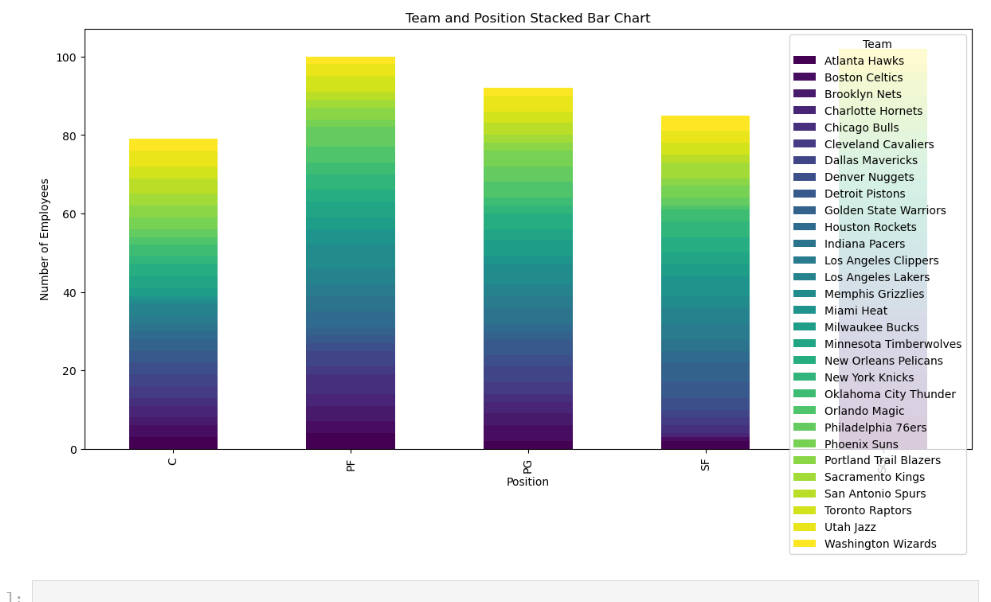 Team and Position Stacked Bar Chart
Number of Employees
100
80
60
40
20
0
C
PF
PG
SF
Position
Team
Atlanta Hawks
Boston Celtics
Brooklyn Nets
Charlotte Hornets
Chicago Bulls
Cleveland Cavaliers
Dallas Mavericks
Denver Nuggets
Detroit Pistons
Golden State Warriors
Houston Rockets
Indiana Pacers
Los Angeles Clippers
Los Angeles Lakers
Memphis Grizzlies
Miami Heat
Milwaukee Bucks
Minnesota Timberwolves
New Orleans Pelicans
New York Knicks
Oklahoma City Thunder
Orlando Magic
Philadelphia 76ers
Phoenix Suns
Portland Trail Blazers
Sacramento Kings
San Antonio Spurs
Toronto Raptors
Utah Jazz
Washington Wizards
]: